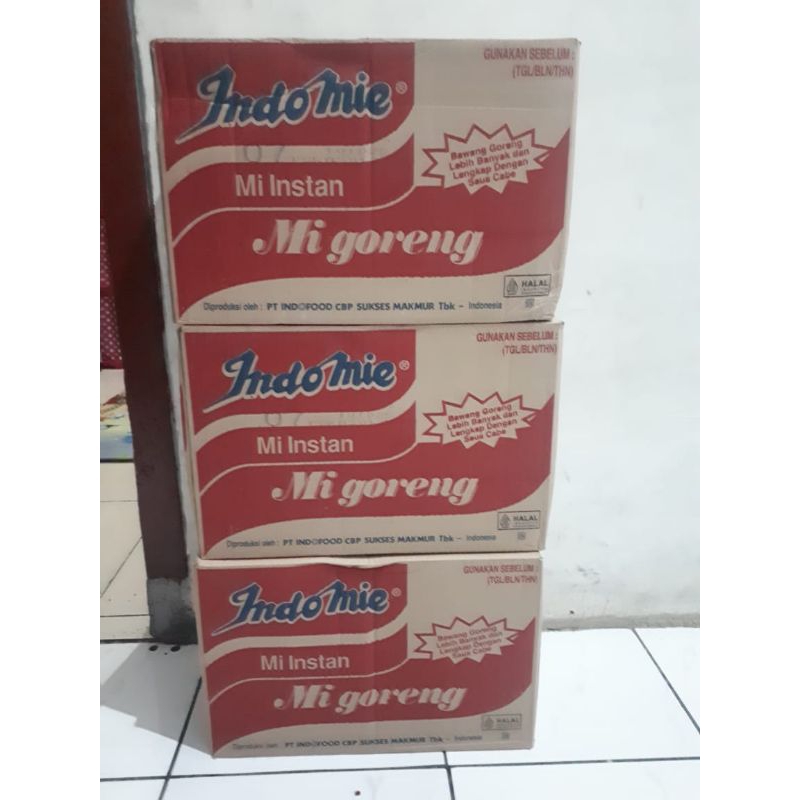 IndoMie®
GUNAKAN SEBELUM :
(TGL/BLN/THN)
Bawang Goreng
Lebih Banyak dan
Lengkap Dengan
Saus Cabe
Mi Instan
Mi goreng
HALAL
Diproduksi oleh : PT INDOFOOD CBP SUKSES MAKMUR Tbk – Indonesia
IndoMie®
GUNAKAN SEBELUM :
(TGL/BLN/THN)
Bawang Goreng
Lebih Banyak dan
Lengkap Dengan
Saus Cabe
Mi Instan
Mi goreng
HALAL
Diproduksi oleh : PT INDOFOOD CBP SUKSES MAKMUR Tbk – Indonesia
IndoMie®
GUNAKAN SEBELUM :
(TGL/BLN/THN)
Bawang Goreng
Lebih Banyak dan
Lengkap Dengan
Saus Cabe
Mi Instan
Mi goreng
HALAL
Diproduksi oleh : PT INDOFOOD CBP SUKSES MAKMUR Tbk – Indonesia